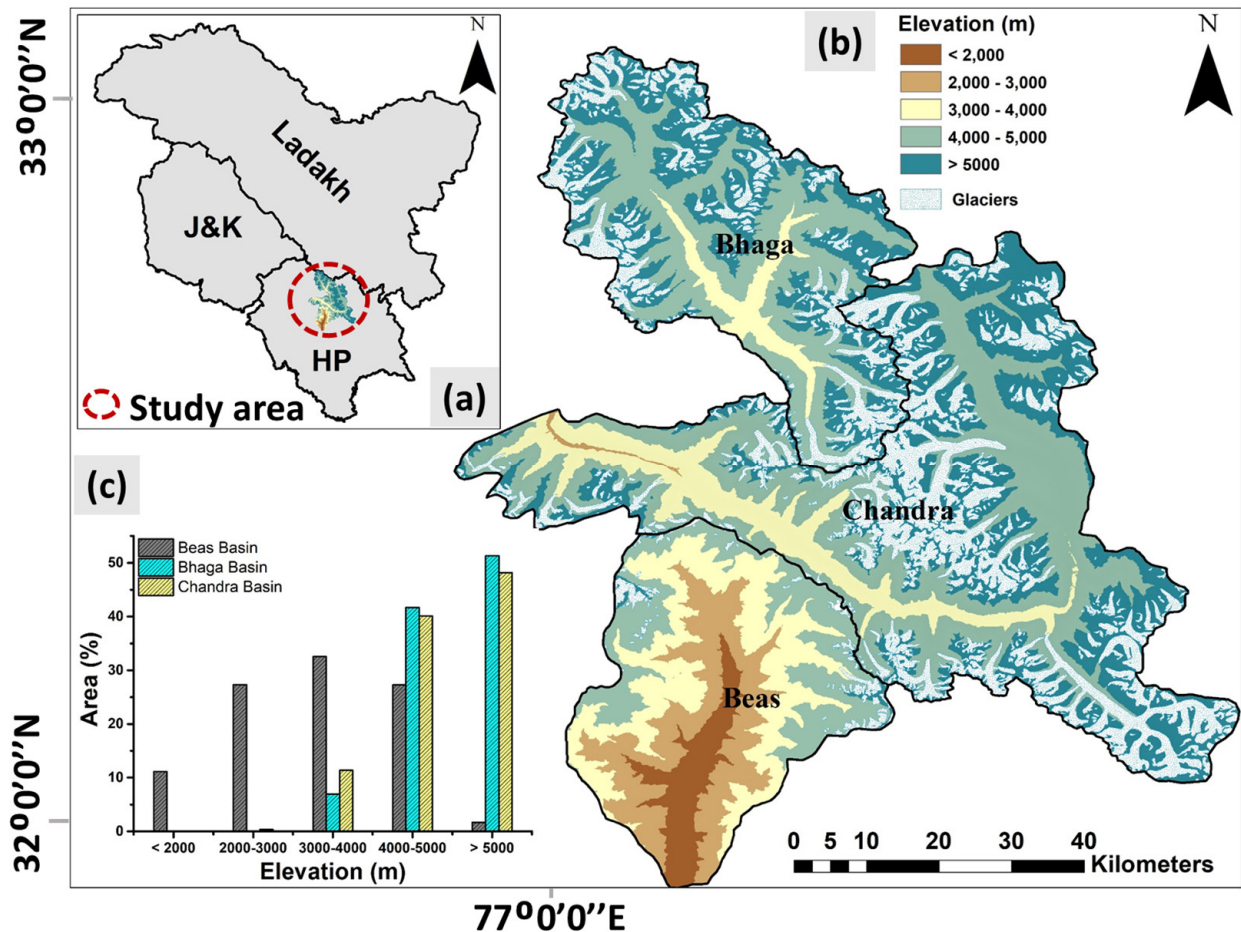 33⁰0'0''N
32⁰0'0''N
77⁰0'0''E
N
Ladakh
J&K
HP
Study area
(a)
(b)
Elevation (m)
< 2,000
2,000 - 3,000
3,000 - 4,000
4,000 - 5,000
> 5000
Glaciers
N
Bhaga
Chandra
Beas
0 5 10 20 30 40
Kilometers
(c)
Beas Basin
Bhaga Basin
Chandra Basin
Area (%)
50
40
30
20
10
0
< 2000 2000-3000 3000-4000 4000-5000 > 5000
Elevation (m)